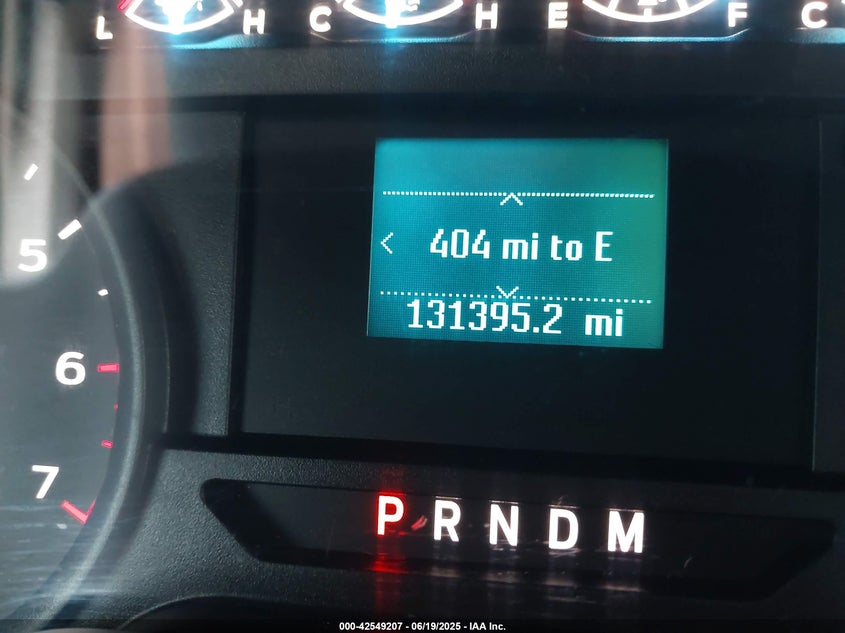 L H C H E F C
5
404 mi to E
131395.2 mi
6
7
P R N D M
000-42549207 - 06/19/2025 - IAA Inc.